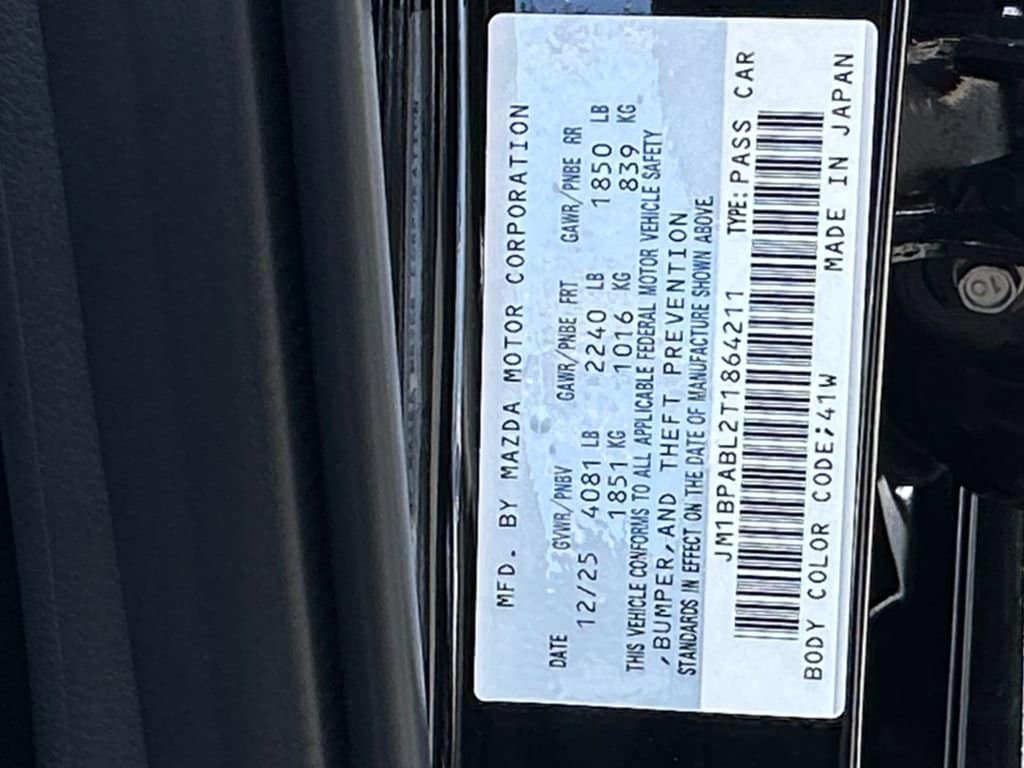 MFD. BY MAZDA MOTOR CORPORATION
DATE GVWR/PNBV GAWR/PNBE FRT GAWR/PNBE RR
12/25 4081 LB 2240 LB 1850 LB
1851 KG 1016 KG 839 KG
THIS VEHICLE CONFORMS TO ALL APPLICABLE FEDERAL MOTOR VEHICLE SAFETY
,BUMPER,AND THEFT PREVENTION
STANDARDS IN EFFECT ON THE DATE OF MANUFACTURE SHOWN ABOVE
JM1BPABL2T1864211 TYPE:PASS CAR
BODY COLOR CODE;41W MADE IN JAPAN